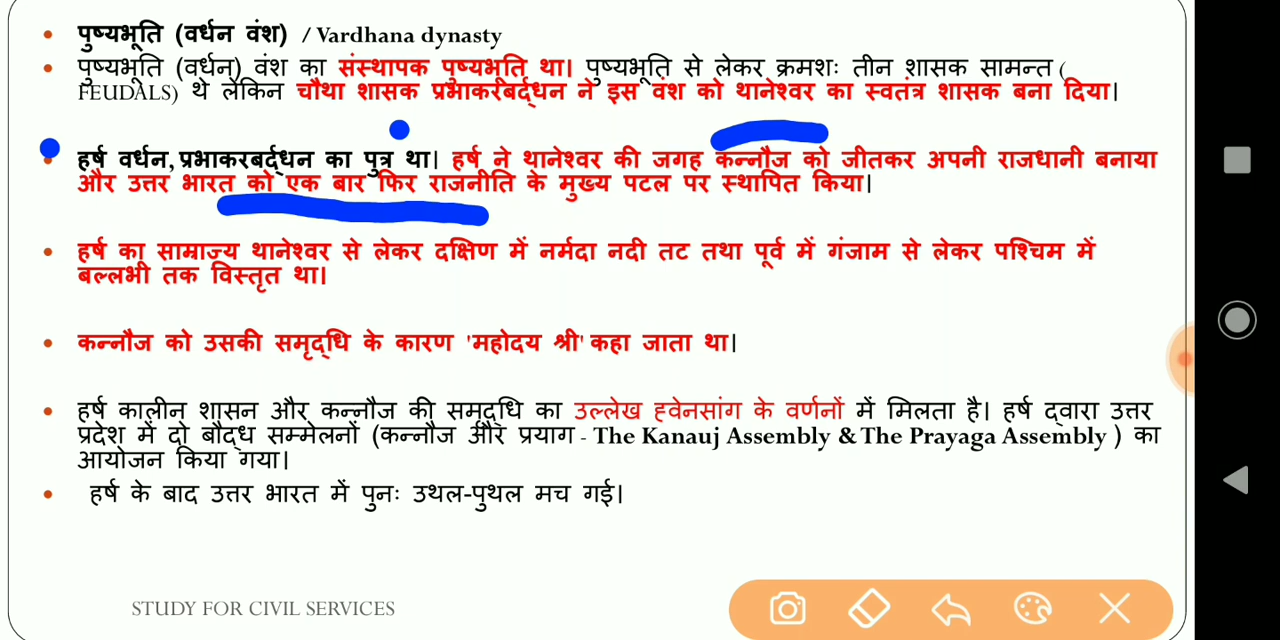 पुष्यभूति (वर्धन वंश) / Vardhana dynasty
पुष्यभूति (वर्धन) वंश का संस्थापक पुष्यभूति था। पुष्यभूति से लेकर क्रमशः तीन शासक सामन्त (
FEUDALS) थे लेकिन चौथा शासक प्रभाकरबर्द्धन ने इस वंश को थानेश्वर का स्वतंत्र शासक बना दिया।
हर्ष वर्धन, प्रभाकरबर्द्धन का पुत्र था। हर्ष ने थानेश्वर की जगह कन्नौज को जीतकर अपनी राजधानी बनाया
और उत्तर भारत को एक बार फिर राजनीति के मुख्य पटल पर स्थापित किया।
हर्ष का साम्राज्य थानेश्वर से लेकर दक्षिण में नर्मदा नदी तट तथा पूर्व में गंजाम से लेकर पश्चिम में
बल्लभी तक विस्तृत था।
कन्नौज को उसकी समृद्धि के कारण 'महोदय श्री' कहा जाता था।
हर्ष कालीन शासन और कन्नौज की समृद्धि का उल्लेख ह्वेनसांग के वर्णनों में मिलता है। हर्ष द्वारा उत्तर
प्रदेश में दो बौद्ध सम्मेलनों (कन्नौज और प्रयाग - The Kanauj Assembly & The Prayaga Assembly ) का
आयोजन किया गया।
हर्ष के बाद उत्तर भारत में पुनः उथल-पुथल मच गई।
STUDY FOR CIVIL SERVICES